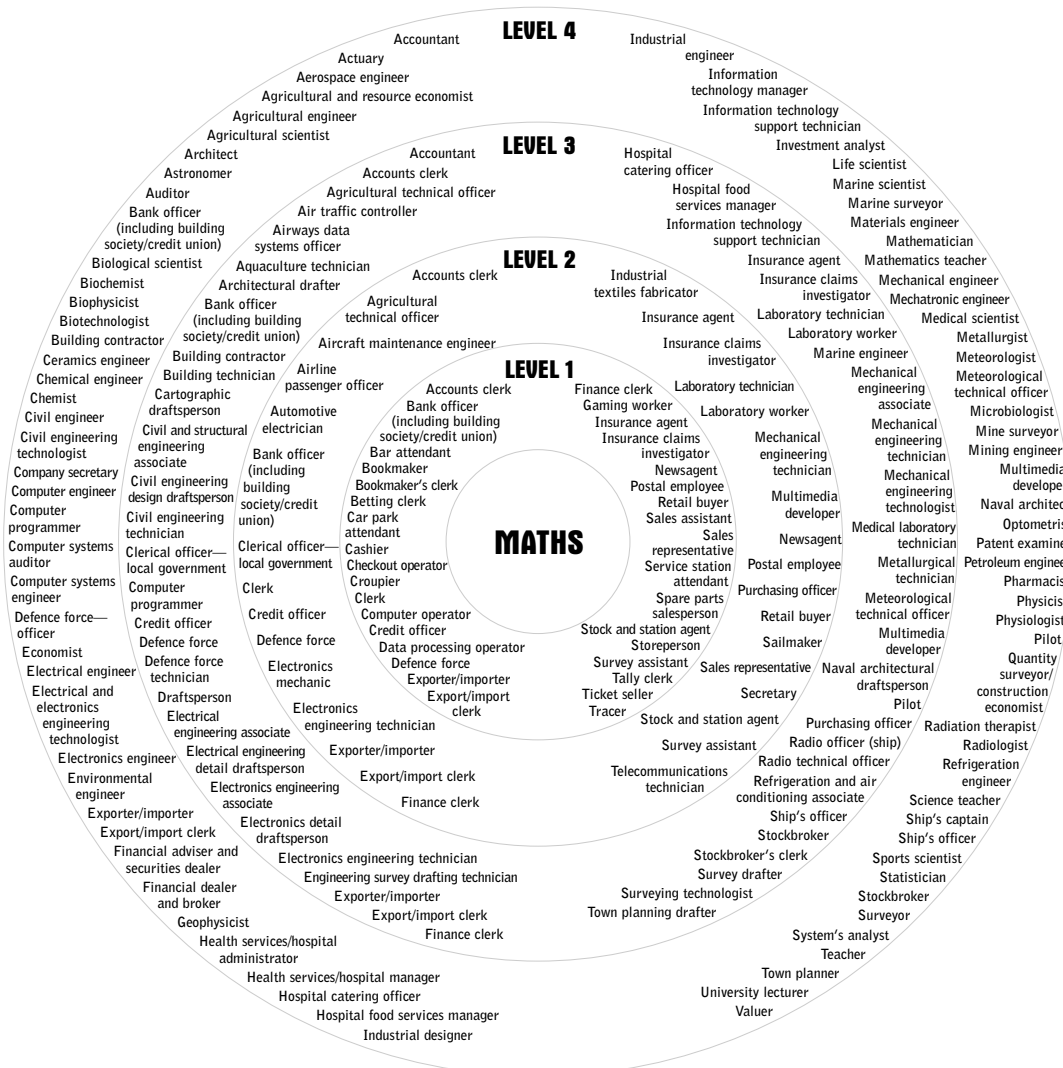 LEVEL 4
Accountant
Actuary
Aerospace engineer
Agricultural and resource economist
Agricultural engineer
Agricultural scientist
Architect
Astronomer
Auditor
Bank officer
(including building
society/credit union)
Biological scientist
Biochemist
Biophysicist
Biotechnologist
Building contractor
Ceramics engineer
Chemical engineer
Chemist
Civil engineer
Civil engineering
technologist
Company secretary
Computer engineer
Computer
programmer
Computer systems
auditor
Computer systems
engineer
Defence force—
officer
Economist
Electrical engineer
Electrical and
electronics
engineering
technologist
Electronics engineer
Environmental
engineer
Exporter/importer
Export/import clerk
Financial adviser and
securities dealer
Financial dealer
and broker
Geophysicist
Health services/hospital
administrator
Health services/hospital manager
Hospital catering officer
Hospital food services manager
Industrial designer
Industrial
engineer
Information
technology manager
Information technology
support technician
Investment analyst
Life scientist
Marine scientist
Marine surveyor
Materials engineer
Mathematician
Mathematics teacher
Mechanical engineer
Mechatronic engineer
Medical scientist
Metallurgist
Meteorologist
Meteorological
technical officer
Microbiologist
Mine surveyor
Mining engineer
Multimedia
develope
Naval architec
Optometris
Patent examine
Petroleum enginee
Pharmacis
Physicis
Physiologist
Pilot
Quantity
surveyor/
construction
economist
Radiation therapist
Radiologist
Refrigeration
engineer
Science teacher
Ship's captain
Ship's officer
Sports scientist
Statistician
Stockbroker
Surveyor
System's analyst
Teacher
Town planner
University lecturer
Valuer
LEVEL 3
Accountant
Accounts clerk
Agricultural technical officer
Air traffic controller
Airways data
systems officer
Aquaculture technician
Architectural drafter
Bank officer
(including building
society/credit union)
Building contractor
Building technician
Cartographic
draftsperson
Civil and structural
engineering
associate
Civil engineering
design draftsperson
Civil engineering
technician
Clerical officer—
local government
Computer
programmer
Credit officer
Defence force
Defence force
technician
Draftsperson
Electrical
engineering associate
Electrical engineering
detail draftsperson
Electronics engineering
associate
Electronics detail
draftsperson
Electronics engineering technician
Engineering survey drafting technician
Exporter/importer
Export/import clerk
Finance clerk
Hospital
catering officer
Hospital food
services manager
Information technology
support technician
Insurance agent
Insurance claims
investigator
Laboratory technician
Laboratory worker
Marine engineer
Mechanical
engineering
associate
Mechanical
engineering
technician
Mechanical
engineering
technologist
Medical laboratory
technician
Metallurgical
technician
Meteorological
technical officer
Multimedia
developer
Naval architectural
draftsperson
Pilot
Purchasing officer
Radio officer (ship)
Radio technical officer
Refrigeration and air
conditioning associate
Ship's officer
Stockbroker
Stockbroker's clerk
Survey drafter
Surveying technologist
Town planning drafter
LEVEL 2
Accounts clerk
Agricultural
technical officer
Aircraft maintenance engineer
Airline
passenger officer
Automotive
electrician
Bank officer
(including
building
society/credit
union)
Clerical officer—
local government
Clerk
Credit officer
Defence force
Electronics
mechanic
Electronics
engineering technician
Exporter/importer
Export/import clerk
Finance clerk
Industrial
textiles fabricator
Insurance agent
Insurance claims
investigator
Laboratory technician
Laboratory worker
Mechanical
engineering
technician
Multimedia
developer
Newsagent
Postal employee
Purchasing officer
Retail buyer
Sailmaker
Sales representative
Secretary
Stock and station agent
Survey assistant
Telecommunications
technician
LEVEL 1
Accounts clerk
Bank officer
(including building
society/credit union)
Bar attendant
Bookmaker
Bookmaker's clerk
Betting clerk
Car park
attendant
Cashier
Checkout operator
Croupier
Clerk
Computer operator
Credit officer
Data processing operator
Defence force
Exporter/importer
Export/import
clerk
Finance clerk
Gaming worker
Insurance agent
Insurance claims
investigator
Newsagent
Postal employee
Retail buyer
Sales assistant
Sales
representative
Service station
attendant
Spare parts
salesperson
Stock and station agent
Storeperson
Survey assistant
Tally clerk
Ticket seller
Tracer
MATHS